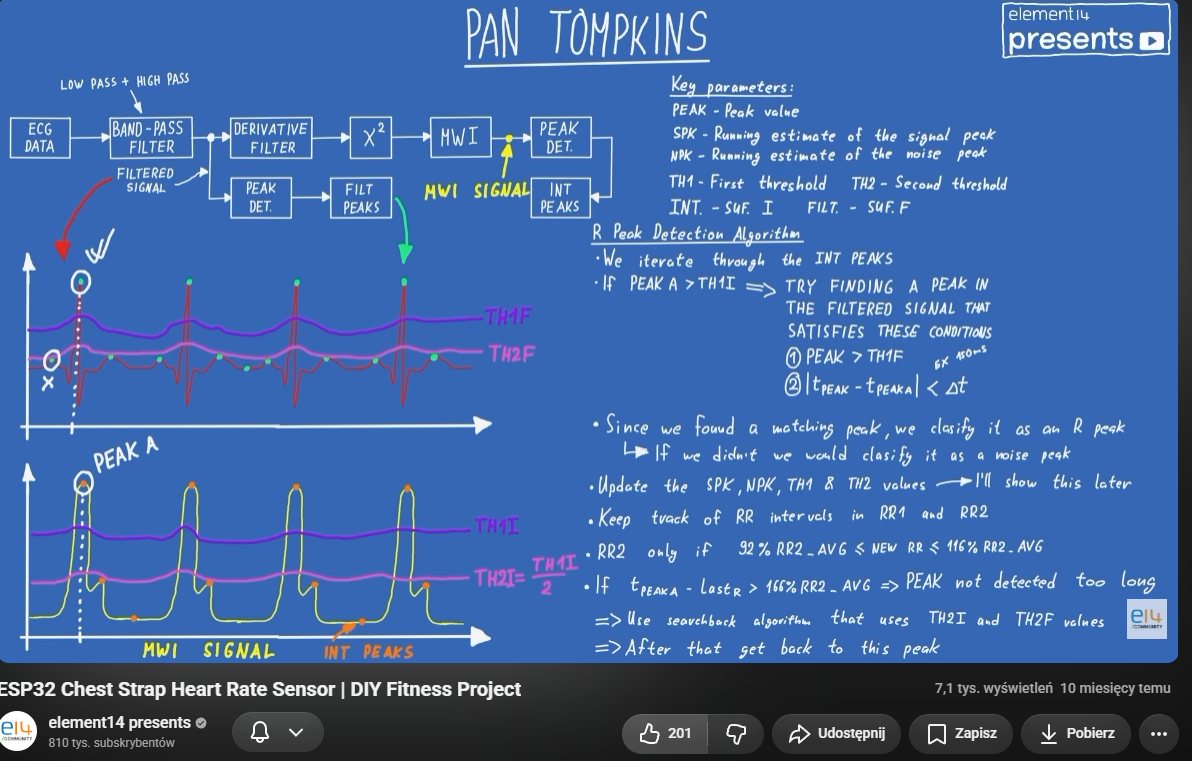 PAN TOMPKINS
element14
presents
LOW PASS + HIGH PASS
ECG
DATA
BAND-PASS
FILTER
DERIVATIVE
FILTER
X²
MWI
PEAK
DET.
FILTERED
SIGNAL
PEAK
DET.
FILT
PEAKS
MWI SIGNAL
INT
PEAKS
Key parameters:
PEAK - Peak value
SPK - Running estimate of the signal peak
NPK - Running estimate of the noise peak
TH1 - First threshold TH2 - Second threshold
INT. - SUF. I FILT. - SUF. F
R Peak Detection Algorithm
• We iterate through the INT PEAKS
• If PEAK A > TH1I => TRY FINDING A PEAK IN
THE FILTERED SIGNAL THAT
SATISFIES THESE CONDITIONS
① PEAK > TH1F
EX 150ms
② |tPEAK - tPEAKA| < Δt
• Since we found a matching peak, we clasify it as an R peak
If we didn't we would clasify it as a noise peak
• Update the SPK, NPK, TH1 & TH2 values → I'll show this later
• Keep track of RR intervals in RR1 and RR2
• RR2 only if 92% RR2_AVG ≤ NEW RR ≤ 116% RR2_AVG
• If tPEAKA - LastR > 166% RR2_AVG => PEAK not detected too long
=> Use searchback algorithm that uses TH2I and TH2F values
=> After that get back to this peak
TH1F
TH2F
X
PEAK A
TH1I
TH2I = TH1I
2
MWI SIGNAL
INT PEAKS
e14
/COMMUNITY
ESP32 Chest Strap Heart Rate Sensor | DIY Fitness Project
7,1 tys. wyświetleń 10 miesięcy temu
e14
/COMMUNITY
element14 presents
810 tys. subskrybentów
201
Udostępnij
Zapisz
Pobierz